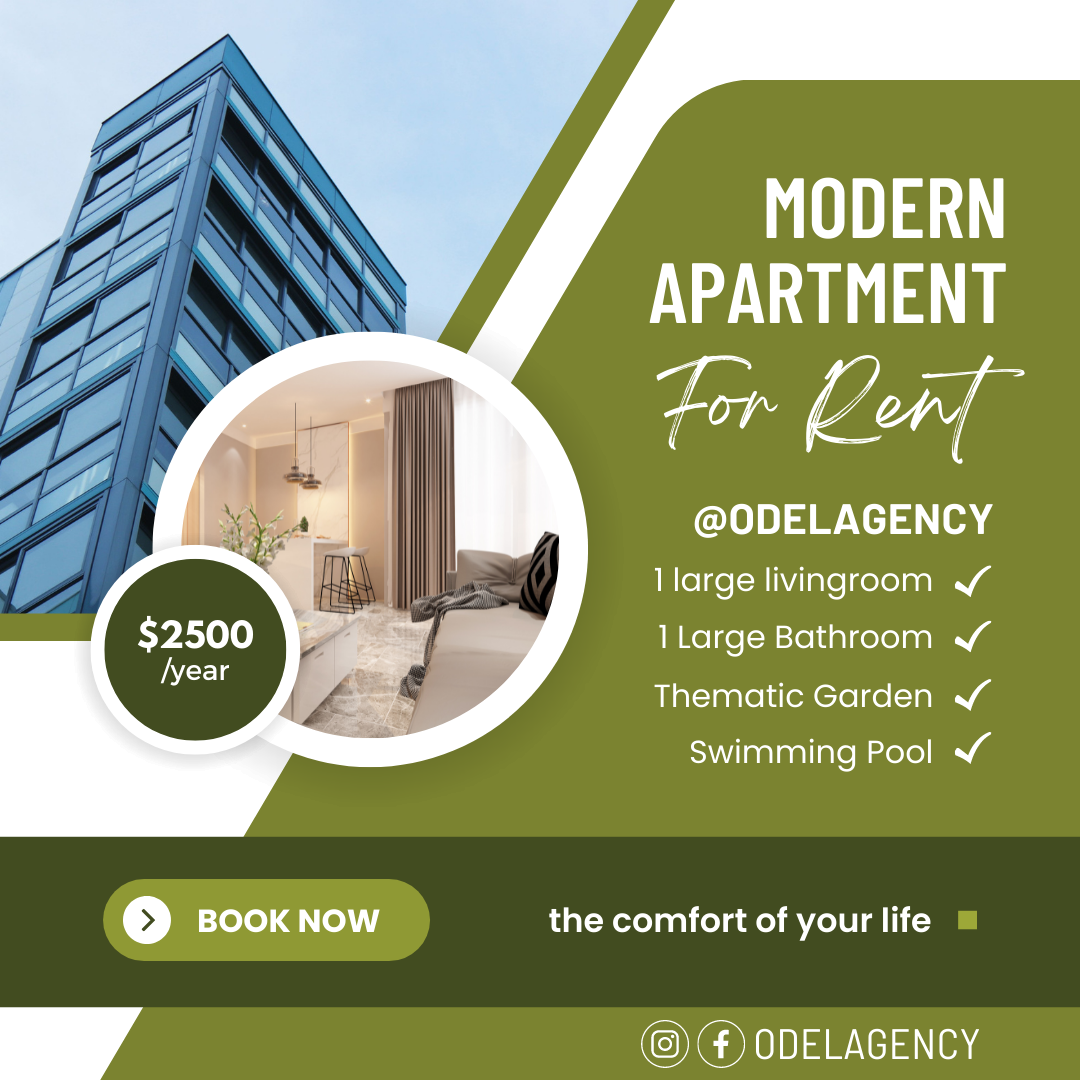 MODERN
APARTMENT
For Rent
@ODELAGENCY
1 large livingroom
1 Large Bathroom
Thematic Garden
Swimming Pool
$2500
/year
BOOK NOW
the comfort of your life
ODELAGENCY